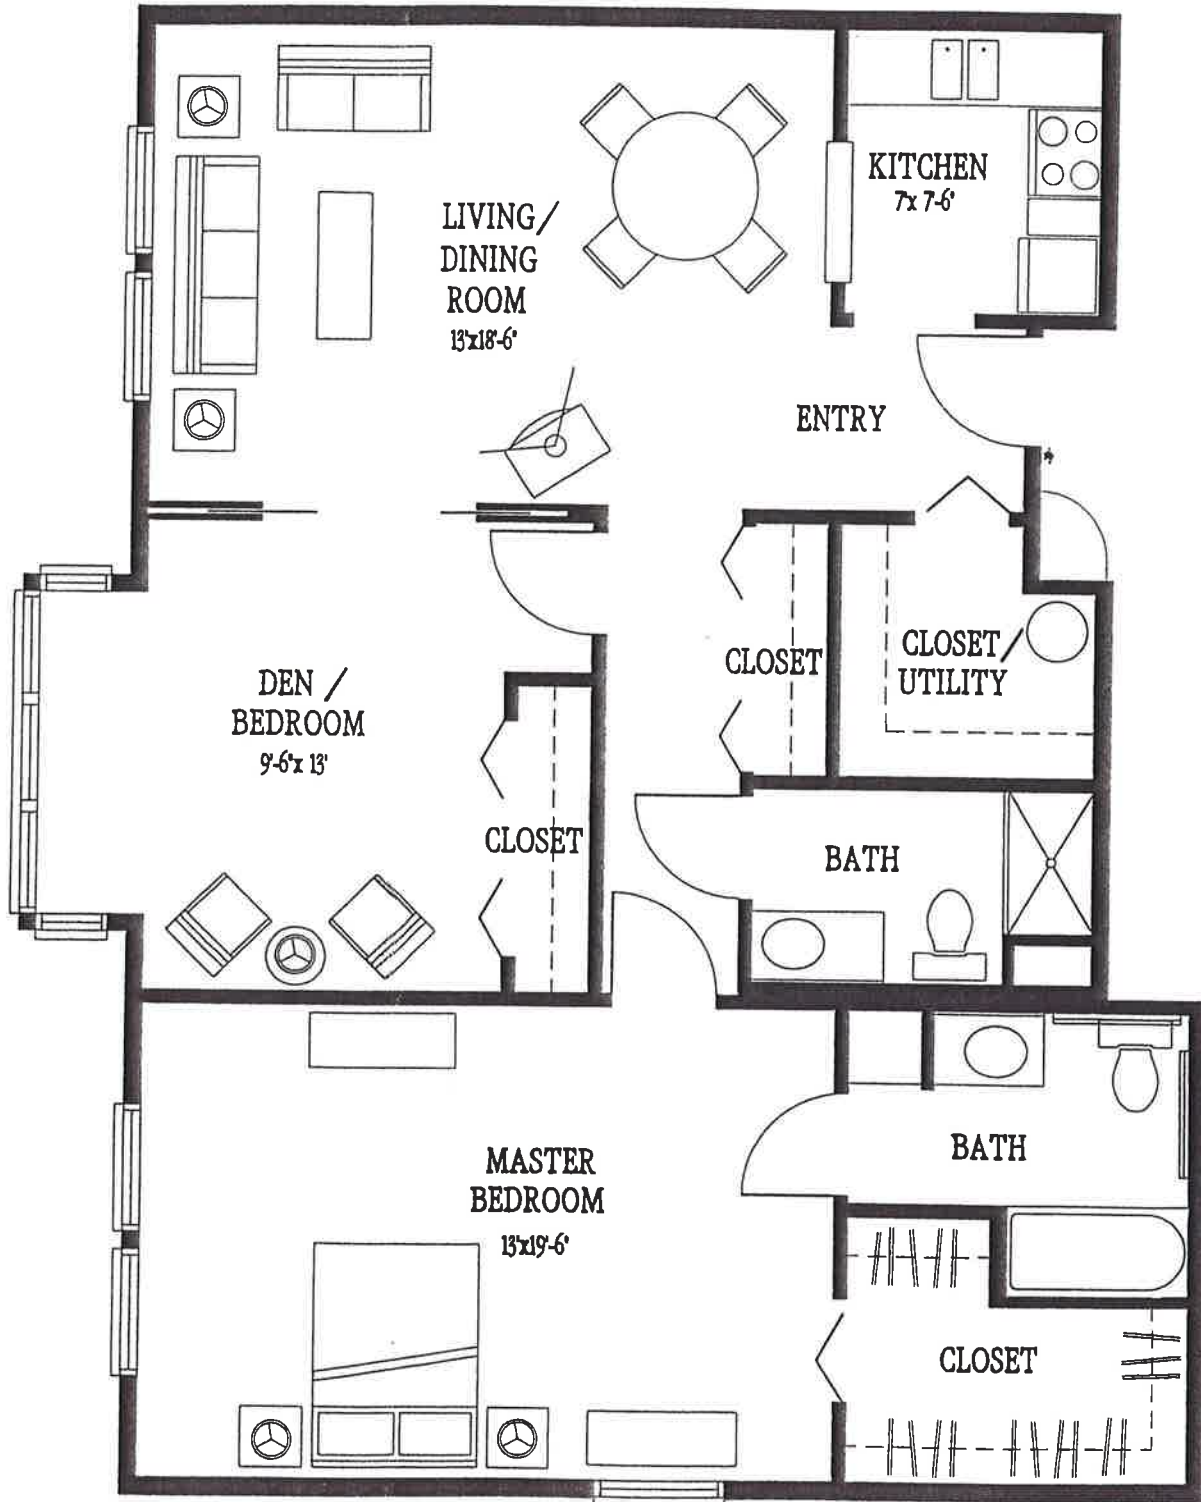 KITCHEN
7'x 7'-6"
LIVING/
DINING
ROOM
13'x18'-6"
ENTRY
CLOSET
CLOSET/
UTILITY
DEN /
BEDROOM
9'-6"x 13'
CLOSET
BATH
MASTER
BEDROOM
13'x19'-6"
BATH
CLOSET